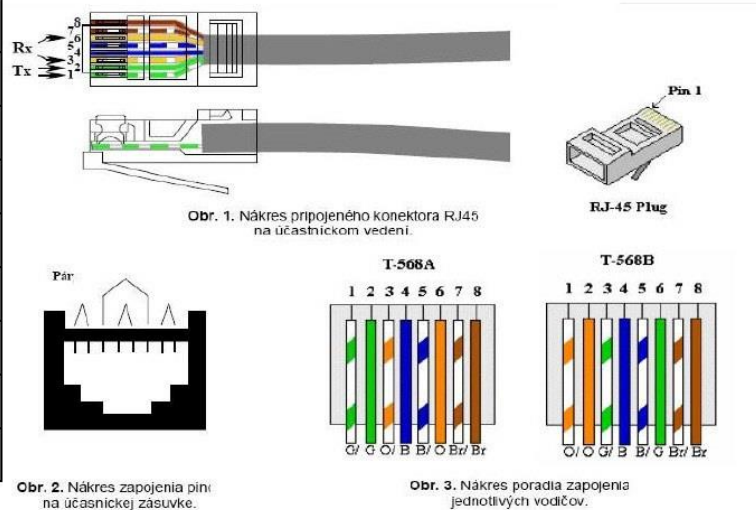 8
7
6
Rx
5
4
3
Tx
2
1
Pin 1
RJ-45 Plug
Obr. 1. Nákres pripojeného konektora RJ45
na účastníckom vedení.
Pár
T-568A
1 2 3 4 5 6 7 8
G/ G O/ B B/ O Br/ Br
T-568B
1 2 3 4 5 6 7 8
O/ O G/ B B/ G Br/ Br
Obr. 2. Nákres zapojenia
na účasníckej zásuvke.
Obr. 3. Nákres poradia zapojenia
jednotlivých vodičov.